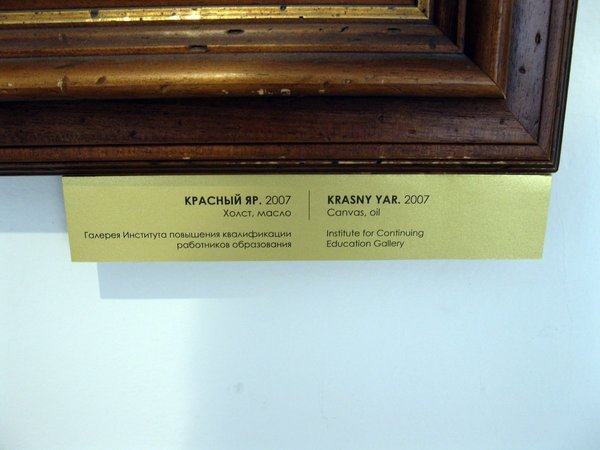 КРАСНЫЙ ЯР. 2007
Холст, масло
Галерея Института повышения квалификации
работников образования
KRASNY YAR. 2007
Canvas, oil
Institute for Continuing
Education Gallery